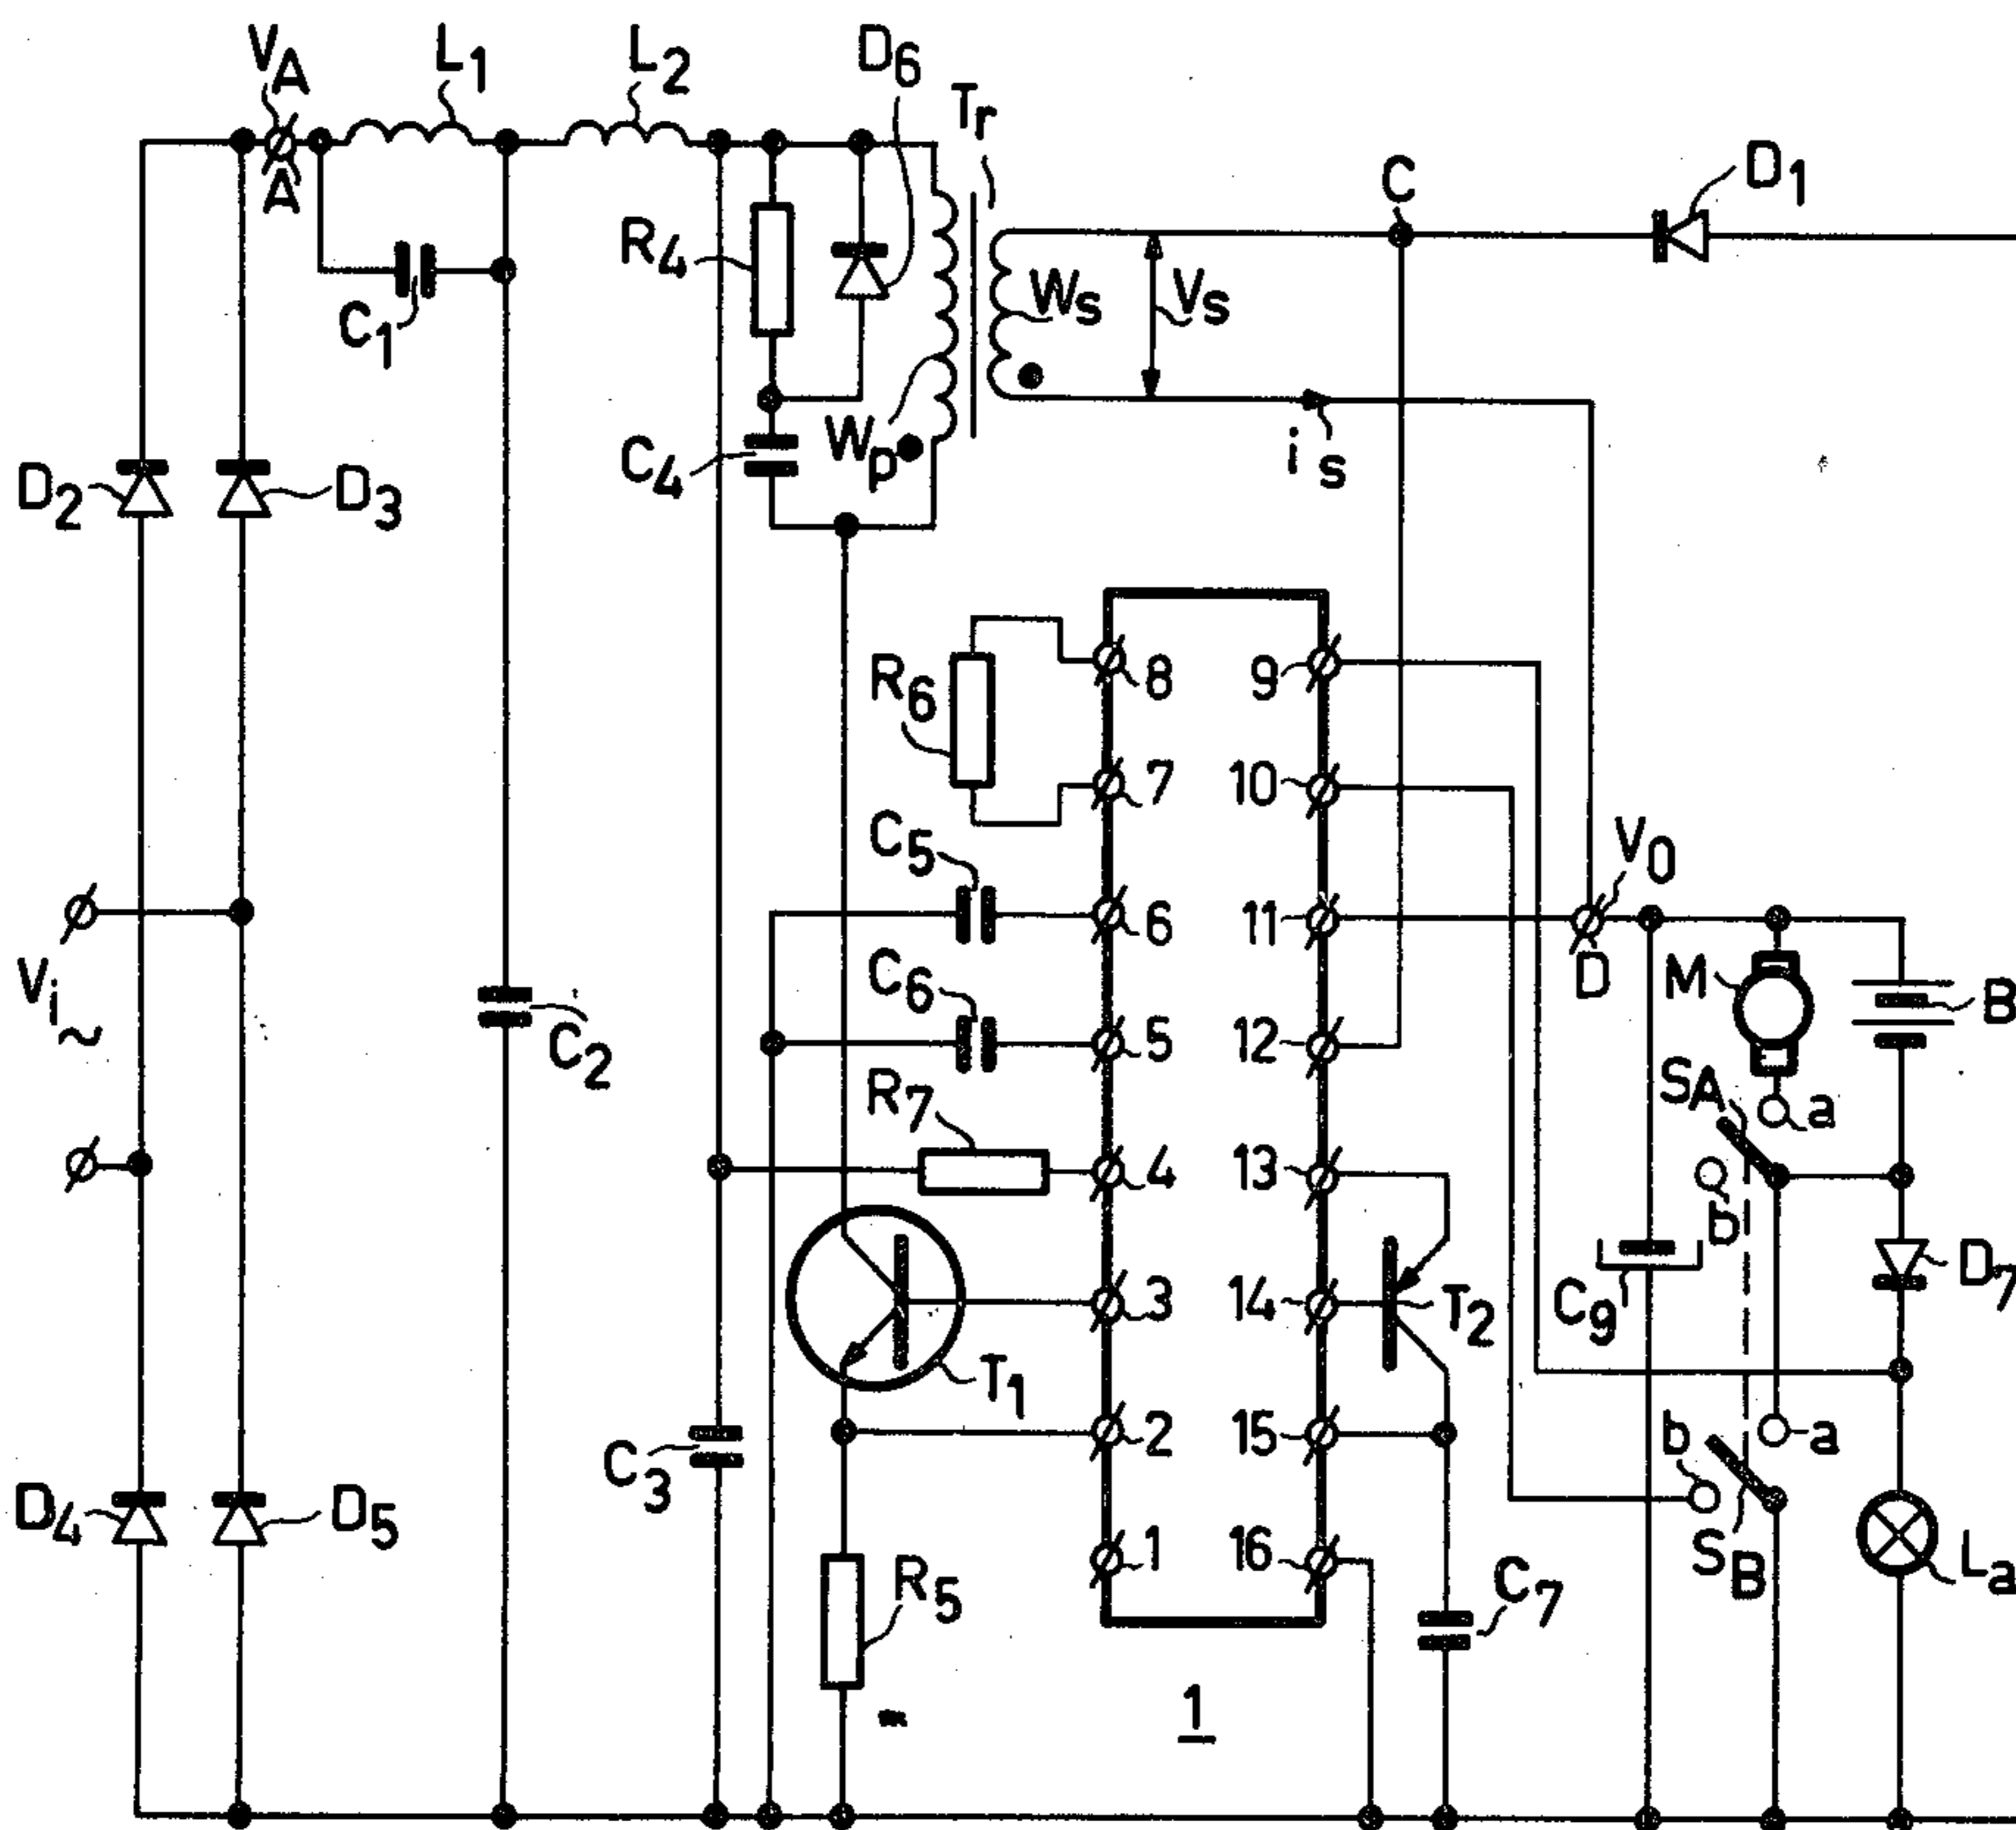 VA L1 L2 D6 Tr
A C D1
R4 Ws Vs
C1
Wp is
C4
D2 D3
8 9
R6
7 10
C5 V0
6 11
D M B
Vi C6
~ 5 12
C2 SA a
R7
4 13 b
D7
3 14 T2 C9
T1
2 15 b a
C3
D4 D5
1 16 SB La
R5 C7
1